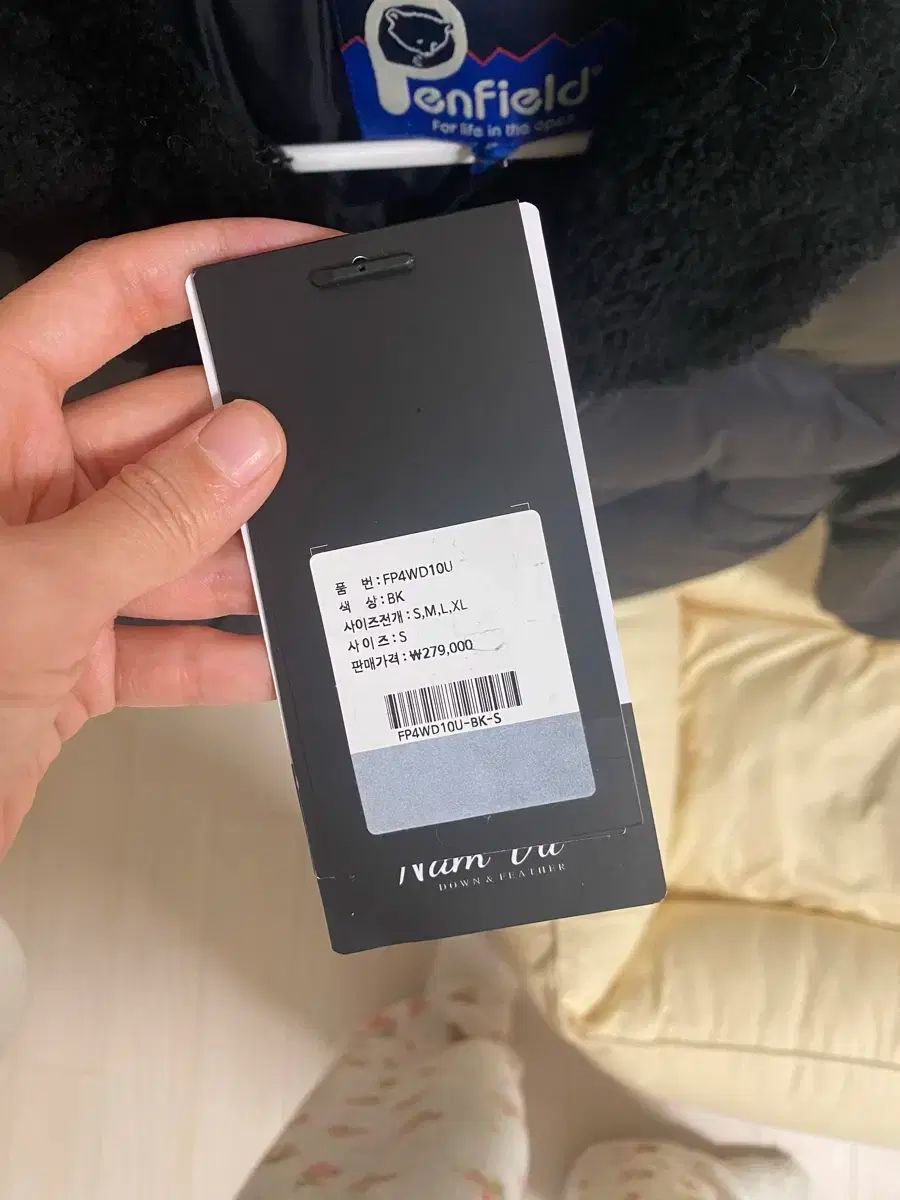 Penfield
For life in the open
품 번 : FP4WD10U
색 상 : BK
사이즈전개 : S,M,L,XL
사 이 즈 : S
판매가격 : ₩279,000
FP4WD10U-BK-S
DOWN & FEATHER